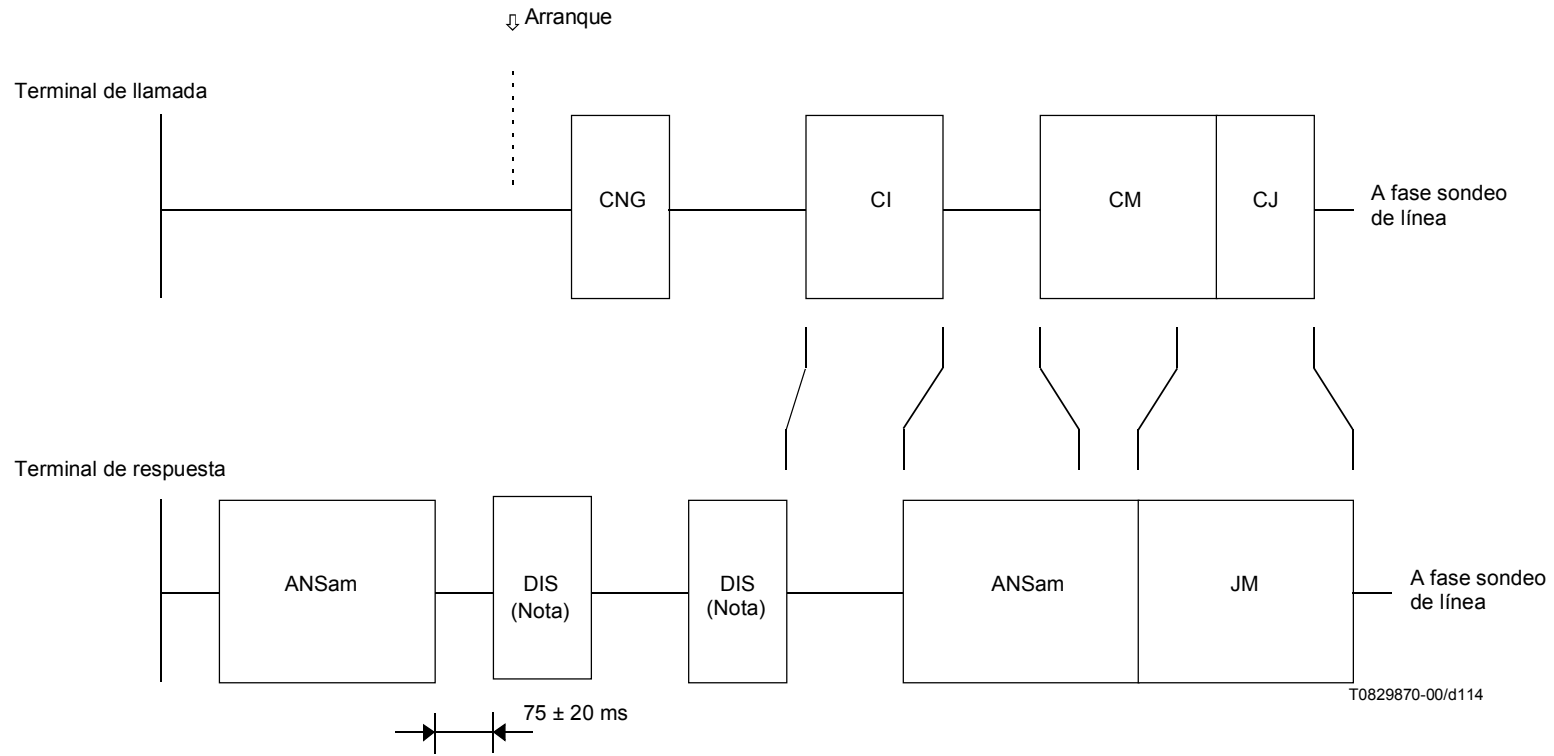 ⇩ Arranque
Terminal de llamada
CNG
CI
CM
CJ
A fase sondeo
de línea
Terminal de respuesta
ANSam
DIS
(Nota)
DIS
(Nota)
ANSam
JM
A fase sondeo
de línea
T0829870-00/d114
75 ± 20 ms